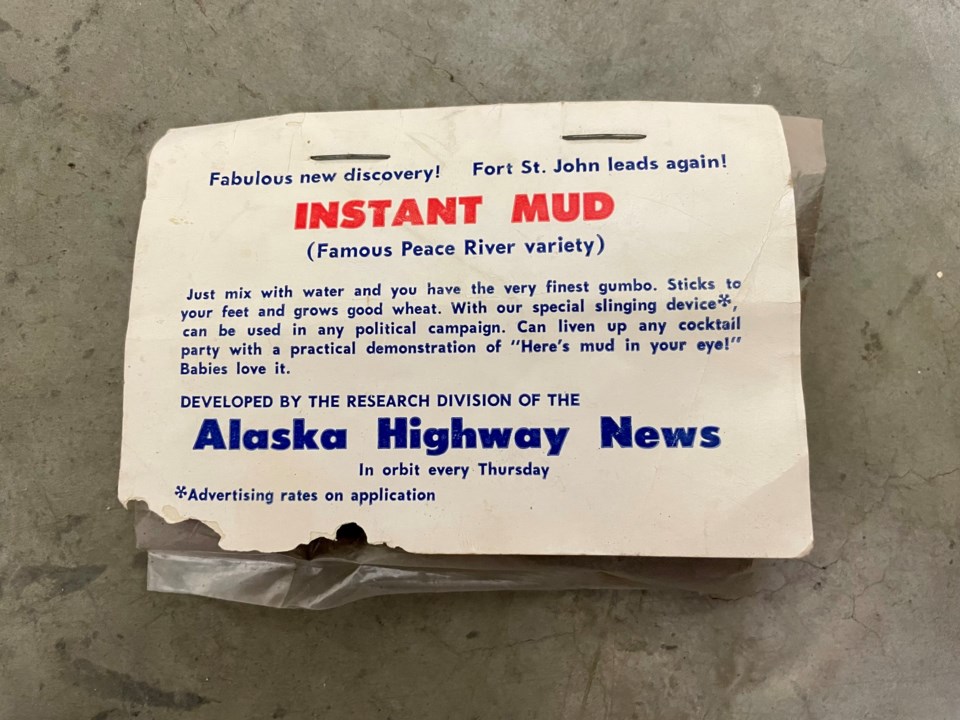 Fabulous new discovery! Fort St. John leads again!
INSTANT MUD
(Famous Peace River variety)
Just mix with water and you have the very finest gumbo. Sticks to
your feet and grows good wheat. With our special slinging device*,
can be used in any political campaign. Can liven up any cocktail
party with a practical demonstration of "Here's mud in your eye!"
Babies love it.
DEVELOPED BY THE RESEARCH DIVISION OF THE
Alaska Highway News
In orbit every Thursday
*Advertising rates on application